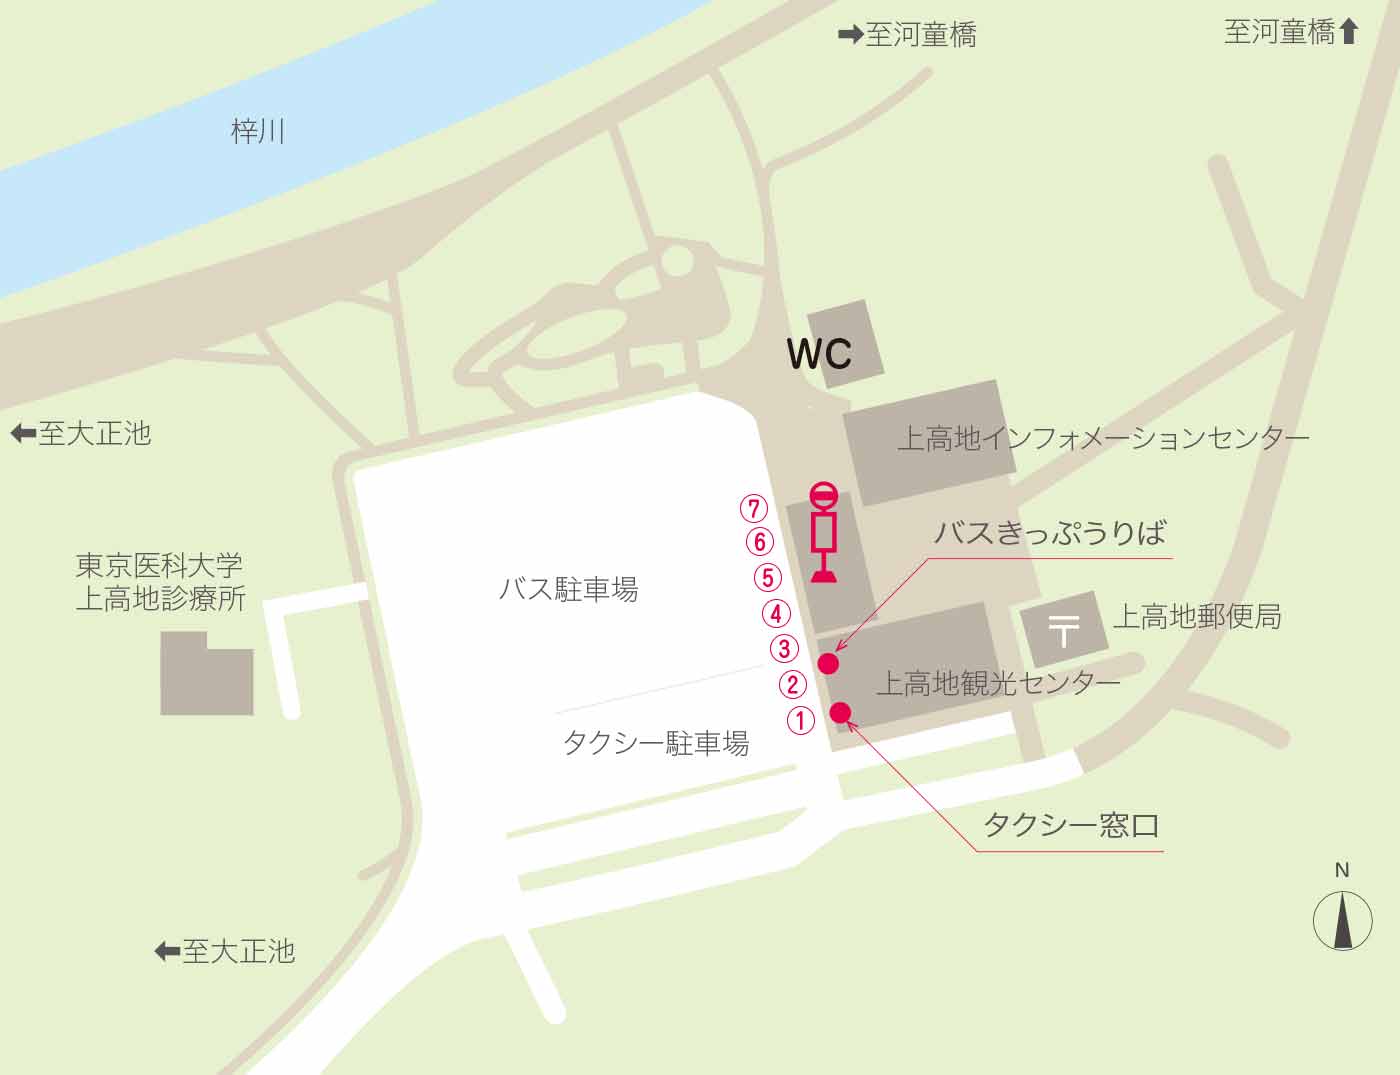 ➡至河童橋
至河童橋⬆
梓川
WC
⬅至大正池
上高地インフォメーションセンター
⑦
⑥
⑤
④
③
②
①
バスきっぷうりば
東京医科大学
上高地診療所
バス駐車場
〒
上高地郵便局
上高地観光センター
タクシー駐車場
タクシー窓口
N
⬅至大正池